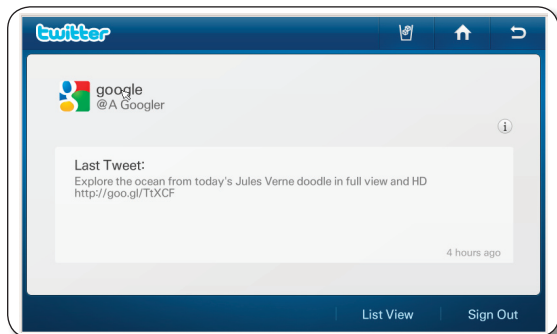 twitter
google
@A Googler
i
Last Tweet:
Explore the ocean from today's Jules Verne doodle in full view and HD
http://goo.gl/TtXCF
4 hours ago
List View
Sign Out